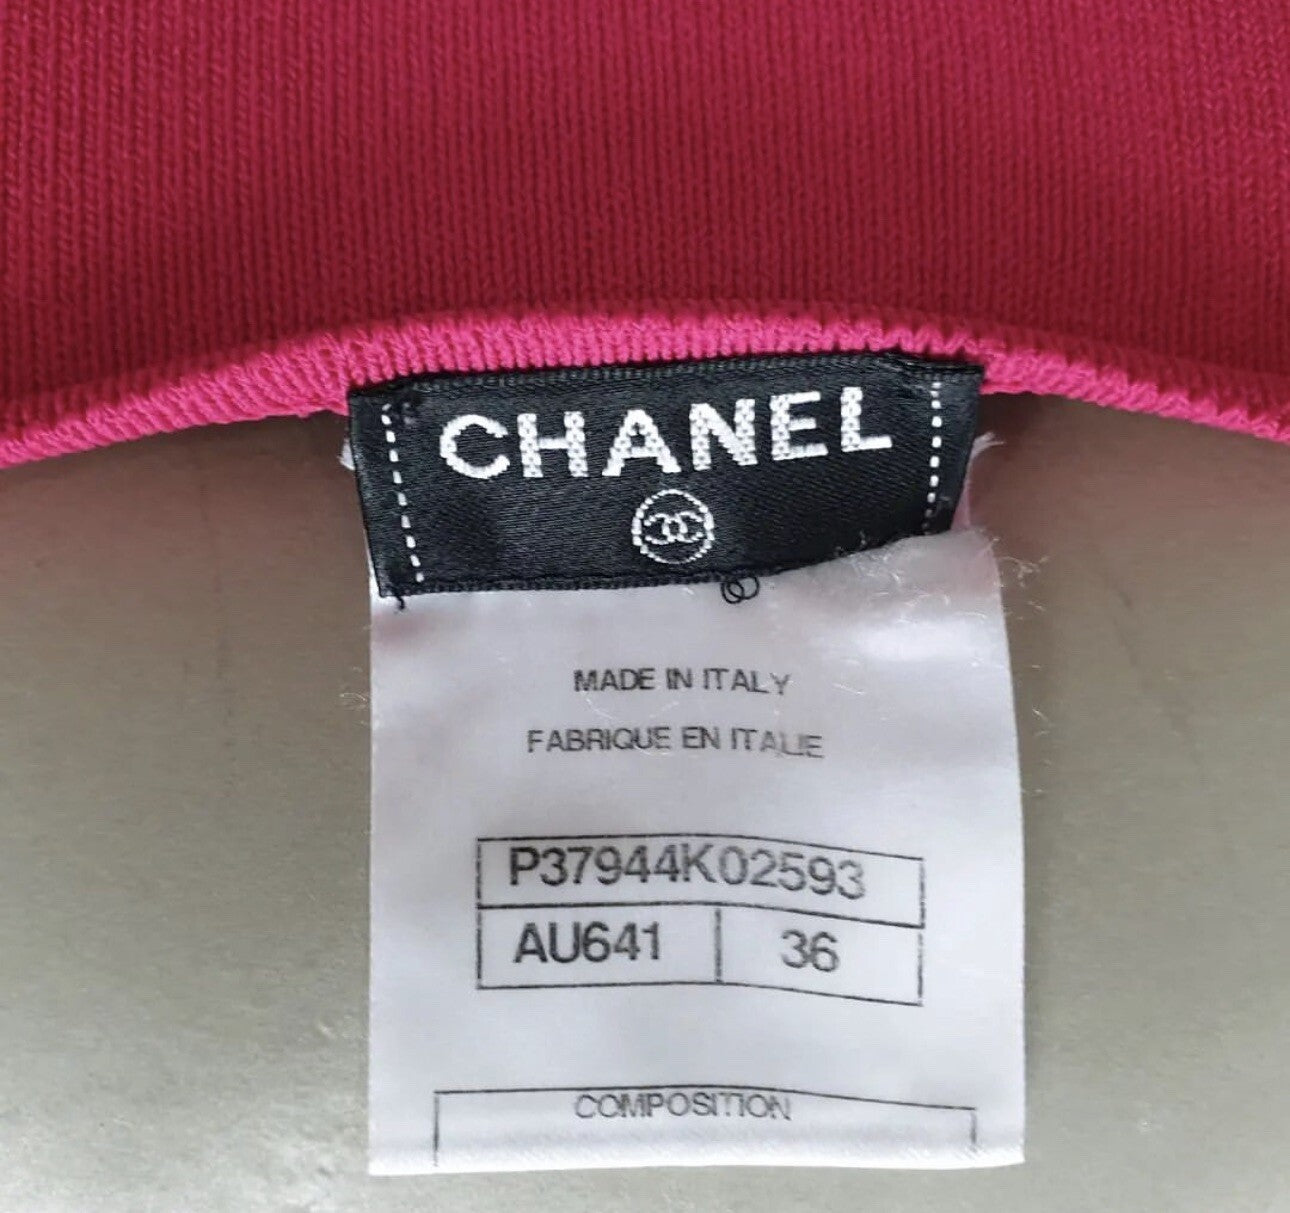 CHANEL
MADE IN ITALY
FABRIQUE EN ITALIE
P37944K02593
AU641 36
COMPOSITION